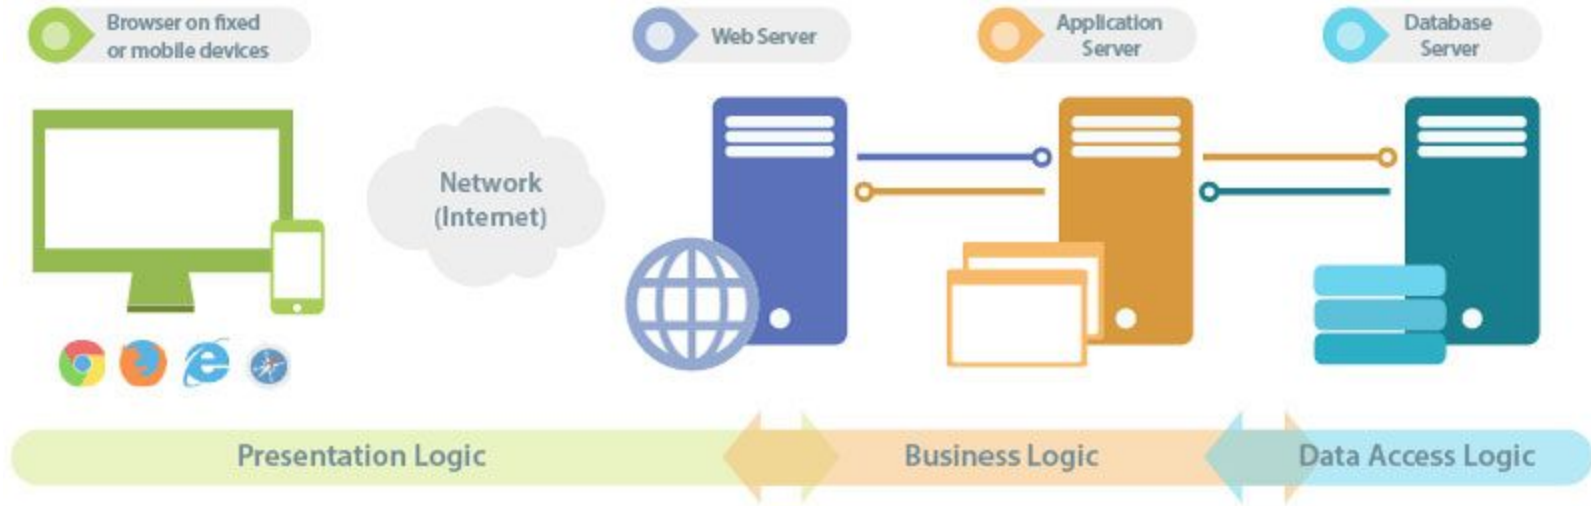 Browser on fixed
or mobile devices
Web Server
Application
Server
Database
Server
Network
(Internet)
Presentation Logic
Business Logic
Data Access Logic